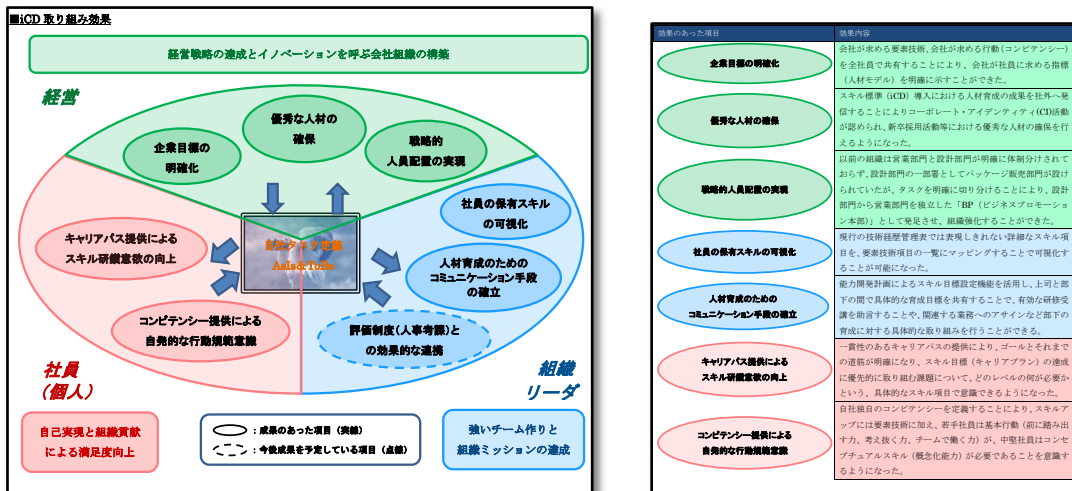 ■iCD 取り組み効果
経営戦略の達成とイノベーションを呼ぶ会社組織の構築
経営
優秀な人材の
確保
企業目標の
明確化
戦略的
人員配置の実現
社員の保有スキル
の可視化
キャリアパス提供による
スキル研鑽意欲の向上
自社タスク定義
AsIs&ToBe
人材育成のための
コミュニケーション手段
の確立
コンピテンシー提供による
自発的な行動規範意識
評価制度(人事考課)と
の効果的な連携
社員
(個人)
組織
リーダ
自己実現と組織貢献
による満足度向上
:成果のあった項目(実線)
:今後成果を予定している項目(点線)
強いチーム作りと
組織ミッションの達成
効果のあった項目
効果内容
企業目標の明確化
会社が求める要素技術、会社が求める行動(コンピテンシー)
を全社員で共有することにより、会社が社員に求める指標
(人材モデル)を明確に示すことができた。
優秀な人材の確保
スキル標準(iCD)導入における人材育成の成果を社外へ発
信することによりコーポレート・アイデンティティ(CI)活動
が認められ、新卒採用活動等における優秀な人材の確保を行
えるようになった。
戦略的人員配置の実現
以前の組織は営業部門と設計部門が明確に体制分けされて
おらず、設計部門の一部署としてパッケージ販売部門が設け
られていたが、タスクを明確に切り分けることにより、設計
部門から営業部門を独立した「BP(ビジネスプロモーショ
ン本部)」として発足させ、組織強化することができた。
社員の保有スキルの可視化
現行の技術経歴管理表では表現しきれない詳細なスキル項
目を、要素技術項目の一覧にマッピングすることで可視化す
ることが可能になった。
人材育成のための
コミュニケーション手段の確立
能力開発計画によるスキル目標設定機能を活用し、上司と部
下の間で具体的な育成目標を共有することで、有効な研修受
講を助言することや、関連する業務へのアサインなど部下の
育成に対する具体的な取り組みを行うことができる。
キャリアパス提供による
スキル研鑽意欲の向上
一貫性のあるキャリアパスの提供により、ゴールとそれまで
の道筋が明確になり、スキル目標(キャリアプラン)の達成
に優先的に取り組む課題について、どのレベルの何が必要か
という、具体的なスキル項で意識できるようになった。
コンピテンシー提供による
自発的な行動規範意識
自社独自のコンピテンシーを定義することにより、スキルア
ップには要素技術に加え、若手社員は基本行動(前に踏み出
す力、考え抜く力、チームで働く力)が、中堅社員はコンセ
プチュアルスキル(概念化能力)が必要であることを意識す
るようになった。